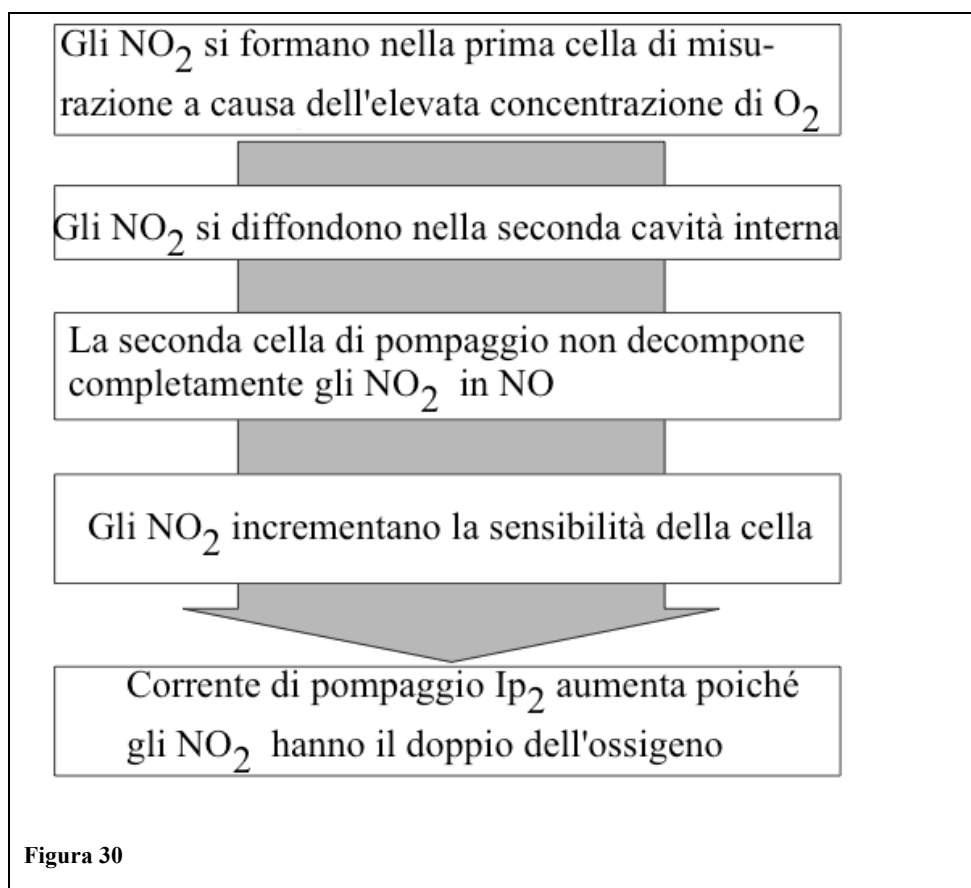 Gli NO2 si formano nella prima cella di misu-
razione a causa dell'elevata concentrazione di O2
Gli NO2 si diffondono nella seconda cavità interna
La seconda cella di pompaggio non decompone
completamente gli NO2 in NO
Gli NO2 incrementano la sensibilità della cella
Corrente di pompaggio Ip2 aumenta poiché
gli NO2 hanno il doppio dell'ossigeno
Figura 30